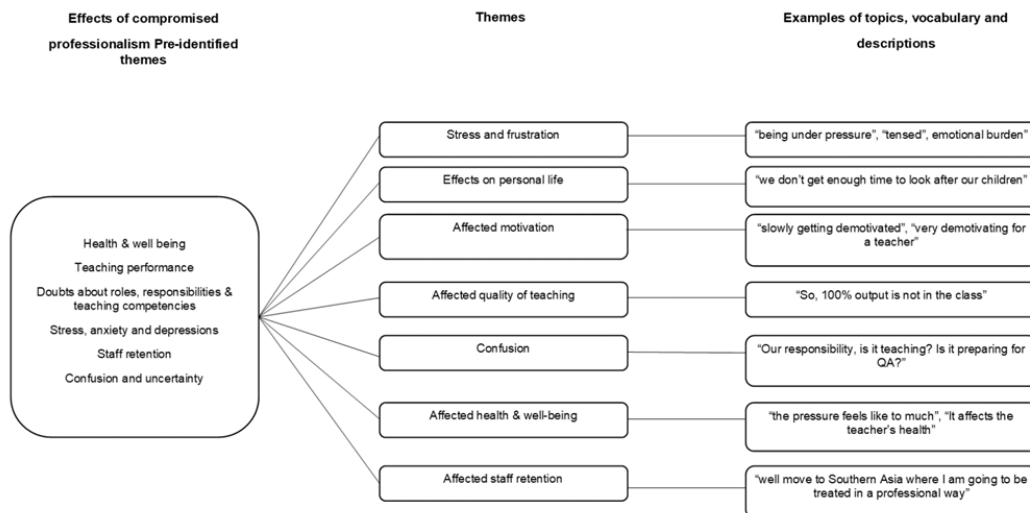 Effects of compromised
professionalism Pre-identified
themes
Themes
Examples of topics, vocabulary and
descriptions
Health & well being
Teaching performance
Doubts about roles, responsibilities &
teaching competencies
Stress, anxiety and depressions
Staff retention
Confusion and uncertainty
Stress and frustration
“being under pressure”, “tensed”, emotional burden”
Effects on personal life
“we don’t get enough time to look after our children”
Affected motivation
“slowly getting demotivated”, “very demotivating for
a teacher”
Affected quality of teaching
“So, 100% output is not in the class”
Confusion
“Our responsibility, is it teaching? Is it preparing for
QA?”
Affected health & well-being
“the pressure feels like to much”, “It affects the
teacher’s health”
Affected staff retention
“well move to Southern Asia where I am going to be
treated in a professional way”